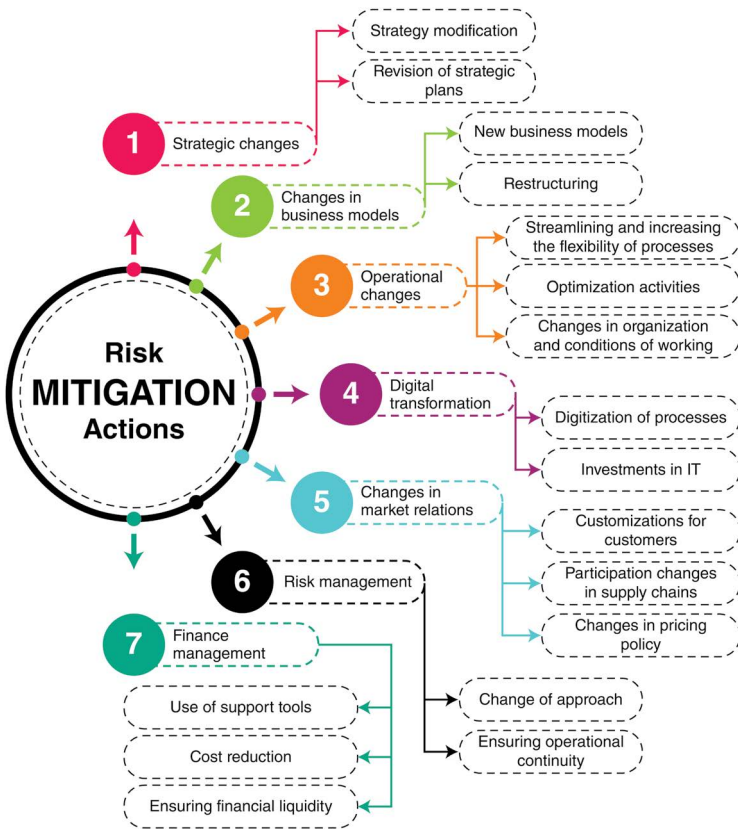 Risk
MITIGATION
Actions
1
Strategic changes
Strategy modification
Revision of strategic
plans
2
Changes in
business models
New business models
Restructuring
3
Operational
changes
Streamlining and increasing
the flexibility of processes
Optimization activities
Changes in organization
and conditions of working
4
Digital
transformation
Digitization of processes
Investments in IT
5
Changes in
market relations
Customizations for
customers
Participation changes
in supply chains
Changes in pricing
policy
6
Risk management
Change of approach
Ensuring operational
continuity
7
Finance
management
Use of support tools
Cost reduction
Ensuring financial liquidity